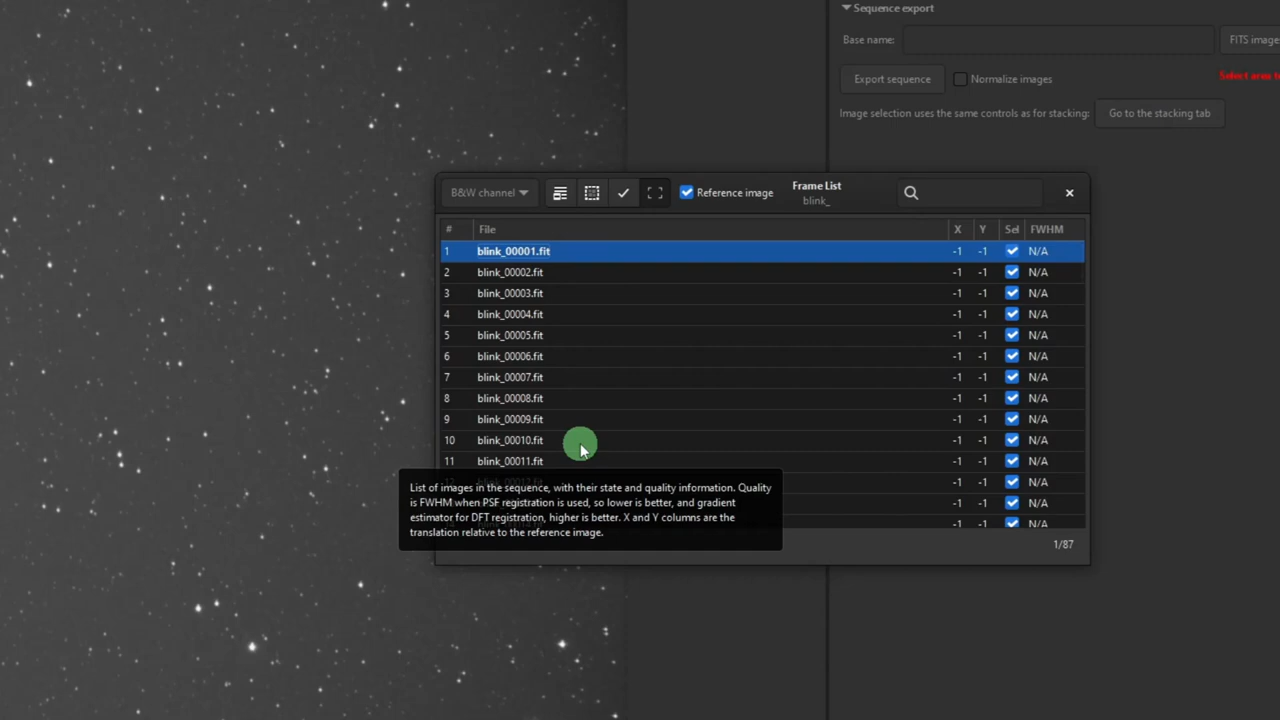 Sequence export
Base name:
FITS image
Export sequence
Normalize images
Select area t
Image selection uses the same controls as for stacking:
Go to the stacking tab
B&W channel
Reference image
Frame List
blink_
# File X Y Sel FWHM
1 blink_00001.fit -1 -1 N/A
2 blink_00002.fit -1 -1 N/A
3 blink_00003.fit -1 -1 N/A
4 blink_00004.fit -1 -1 N/A
5 blink_00005.fit -1 -1 N/A
6 blink_00006.fit -1 -1 N/A
7 blink_00007.fit -1 -1 N/A
8 blink_00008.fit -1 -1 N/A
9 blink_00009.fit -1 -1 N/A
10 blink_00010.fit -1 -1 N/A
11 blink_00011.fit -1 -1 N/A
-1 -1 N/A
-1 -1 N/A
-1 -1 N/A
List of images in the sequence, with their state and quality information. Quality
is FWHM when PSF registration is used, so lower is better, and gradient
estimator for DFT registration, higher is better. X and Y columns are the
translation relative to the reference image.
1/87